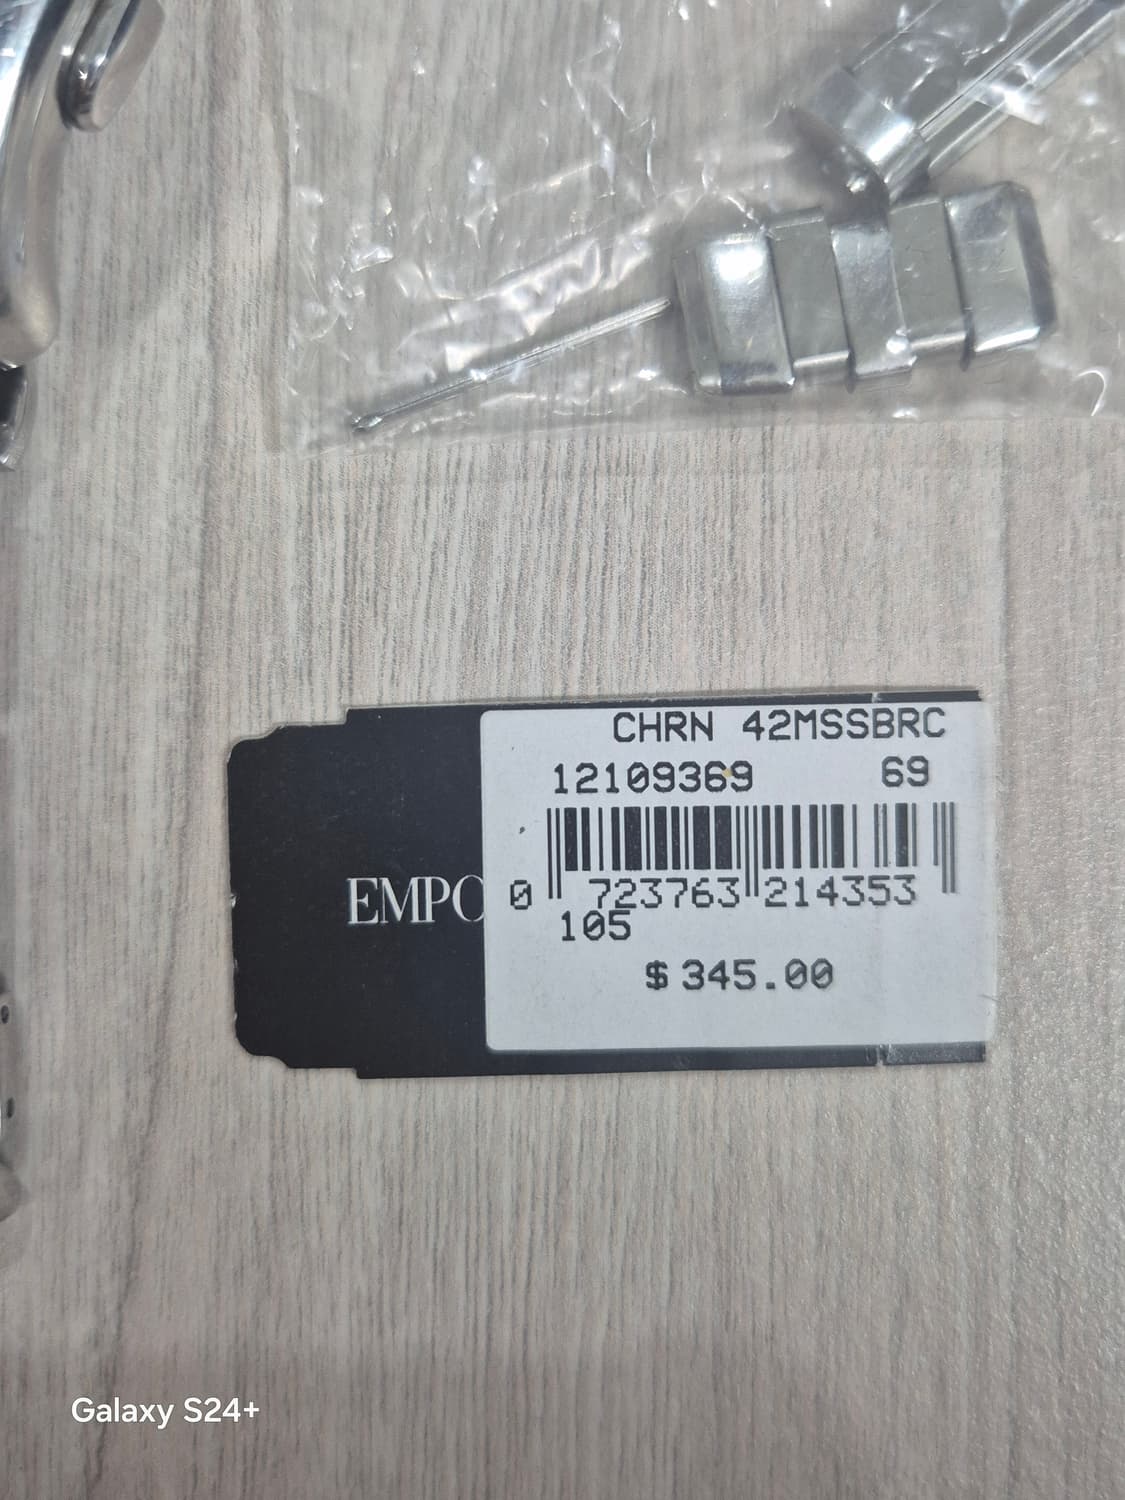 CHRN 42MSSBRC
12109369 69
EMPO
0 723763 214353
105
$ 345.00
Galaxy S24+